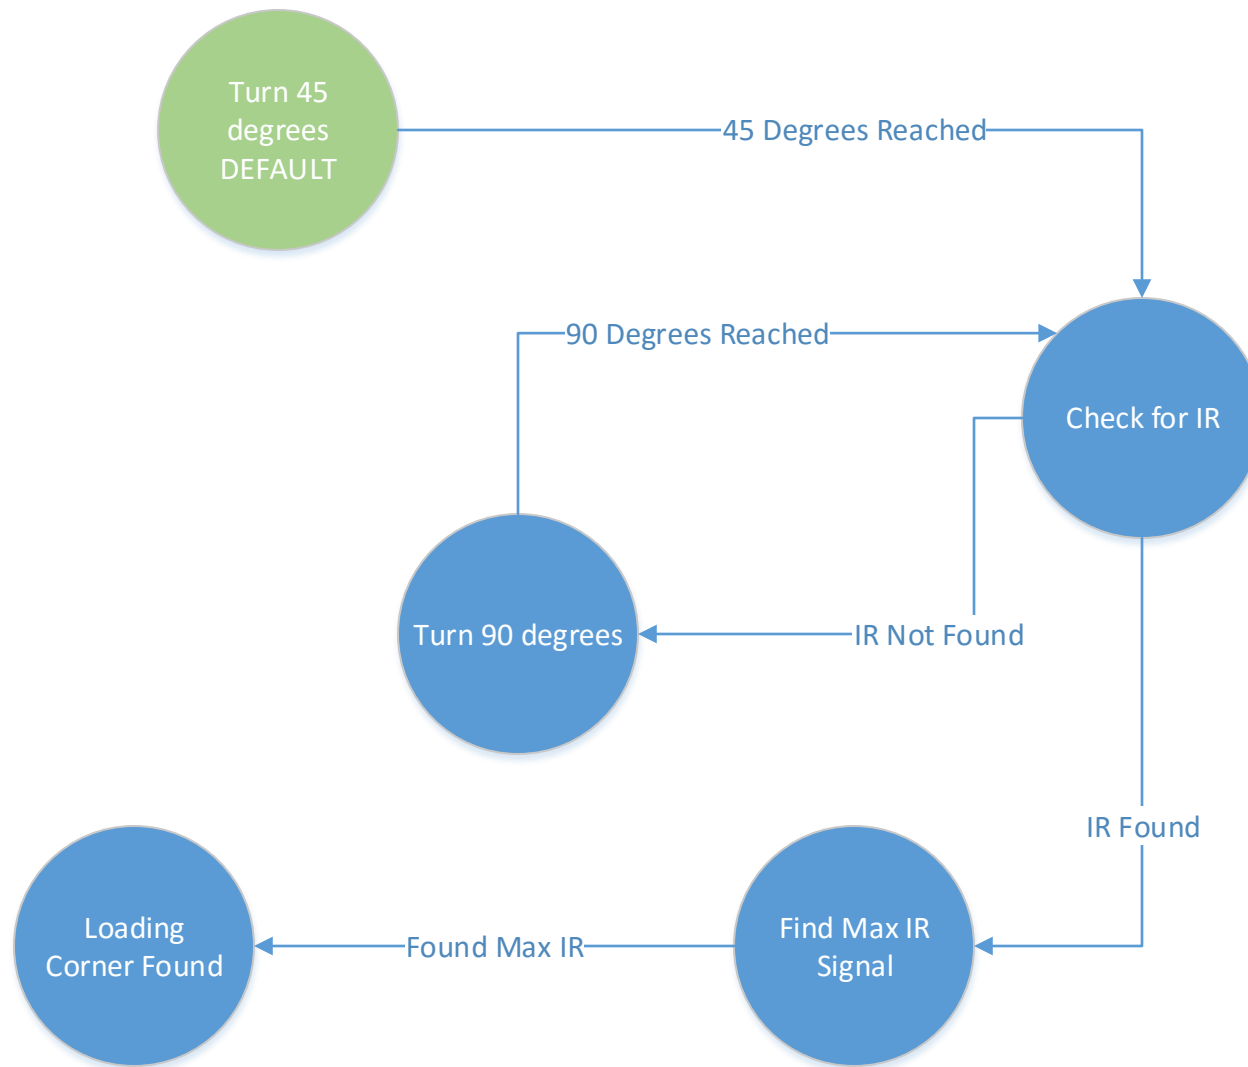 Turn 45
degrees
DEFAULT
45 Degrees Reached
90 Degrees Reached
Check for IR
Turn 90 degrees
IR Not Found
IR Found
Loading
Corner Found
Found Max IR
Find Max IR
Signal